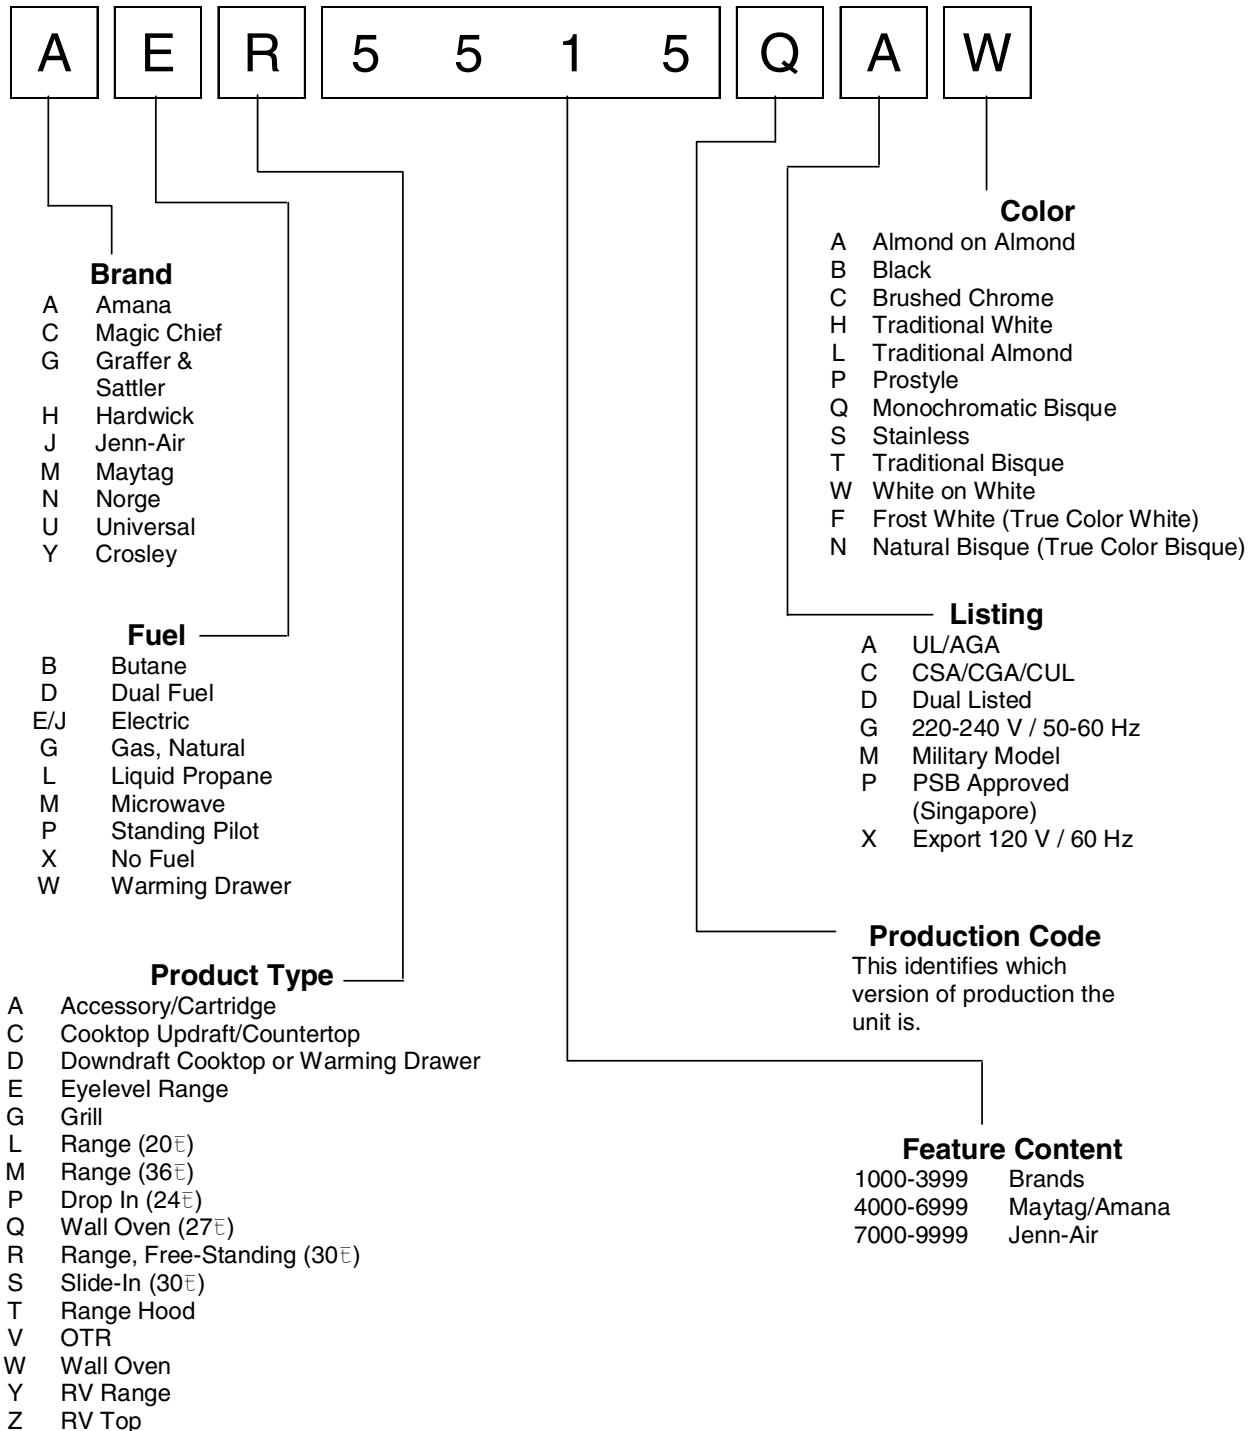 A E R 5 5 1 5 Q A W
Brand
A Amana
C Magic Chief
G Graffer &
Sattler
H Hardwick
J Jenn-Air
M Maytag
N Norge
U Universal
Y Crosley
Fuel
B Butane
D Dual Fuel
E/J Electric
G Gas, Natural
L Liquid Propane
M Microwave
P Standing Pilot
X No Fuel
W Warming Drawer
Product Type
A Accessory/Cartridge
C Cooktop Updraft/Countertop
D Downdraft Cooktop or Warming Drawer
E Eyelevel Range
G Grill
L Range (20)
M Range (36)
P Drop In (24)
Q Wall Oven (27)
R Range, Free-Standing (30)
S Slide-In (30)
T Range Hood
V OTR
W Wall Oven
Y RV Range
Z RV Top
Color
A Almond on Almond
B Black
C Brushed Chrome
H Traditional White
L Traditional Almond
P Prostyle
Q Monochromatic Bisque
S Stainless
T Traditional Bisque
W White on White
F Frost White (True Color White)
N Natural Bisque (True Color Bisque)
Listing
A UL/AGA
C CSA/CGA/CUL
D Dual Listed
G 220-240 V / 50-60 Hz
M Military Model
P PSB Approved
(Singapore)
X Export 120 V / 60 Hz
Production Code
This identifies which
version of production the
unit is.
Feature Content
1000-3999 Brands
4000-6999 Maytag/Amana
7000-9999 Jenn-Air